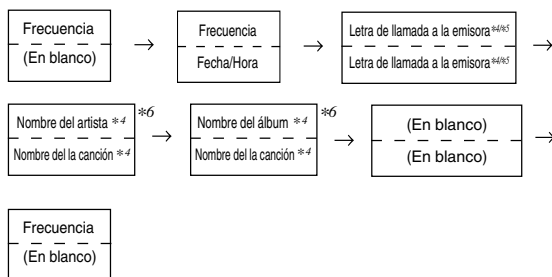 Frecuencia
(En blanco)
Frecuencia
Fecha/Hora
Letra de llamada a la emisora*4/*5
Letra de llamada a la emisora*4/*5
Nombre del artista *4
Nombre del la canción *4
*6
Nombre del álbum *4
Nombre del la canción *4
*6
(En blanco)
(En blanco)
Frecuencia
(En blanco)